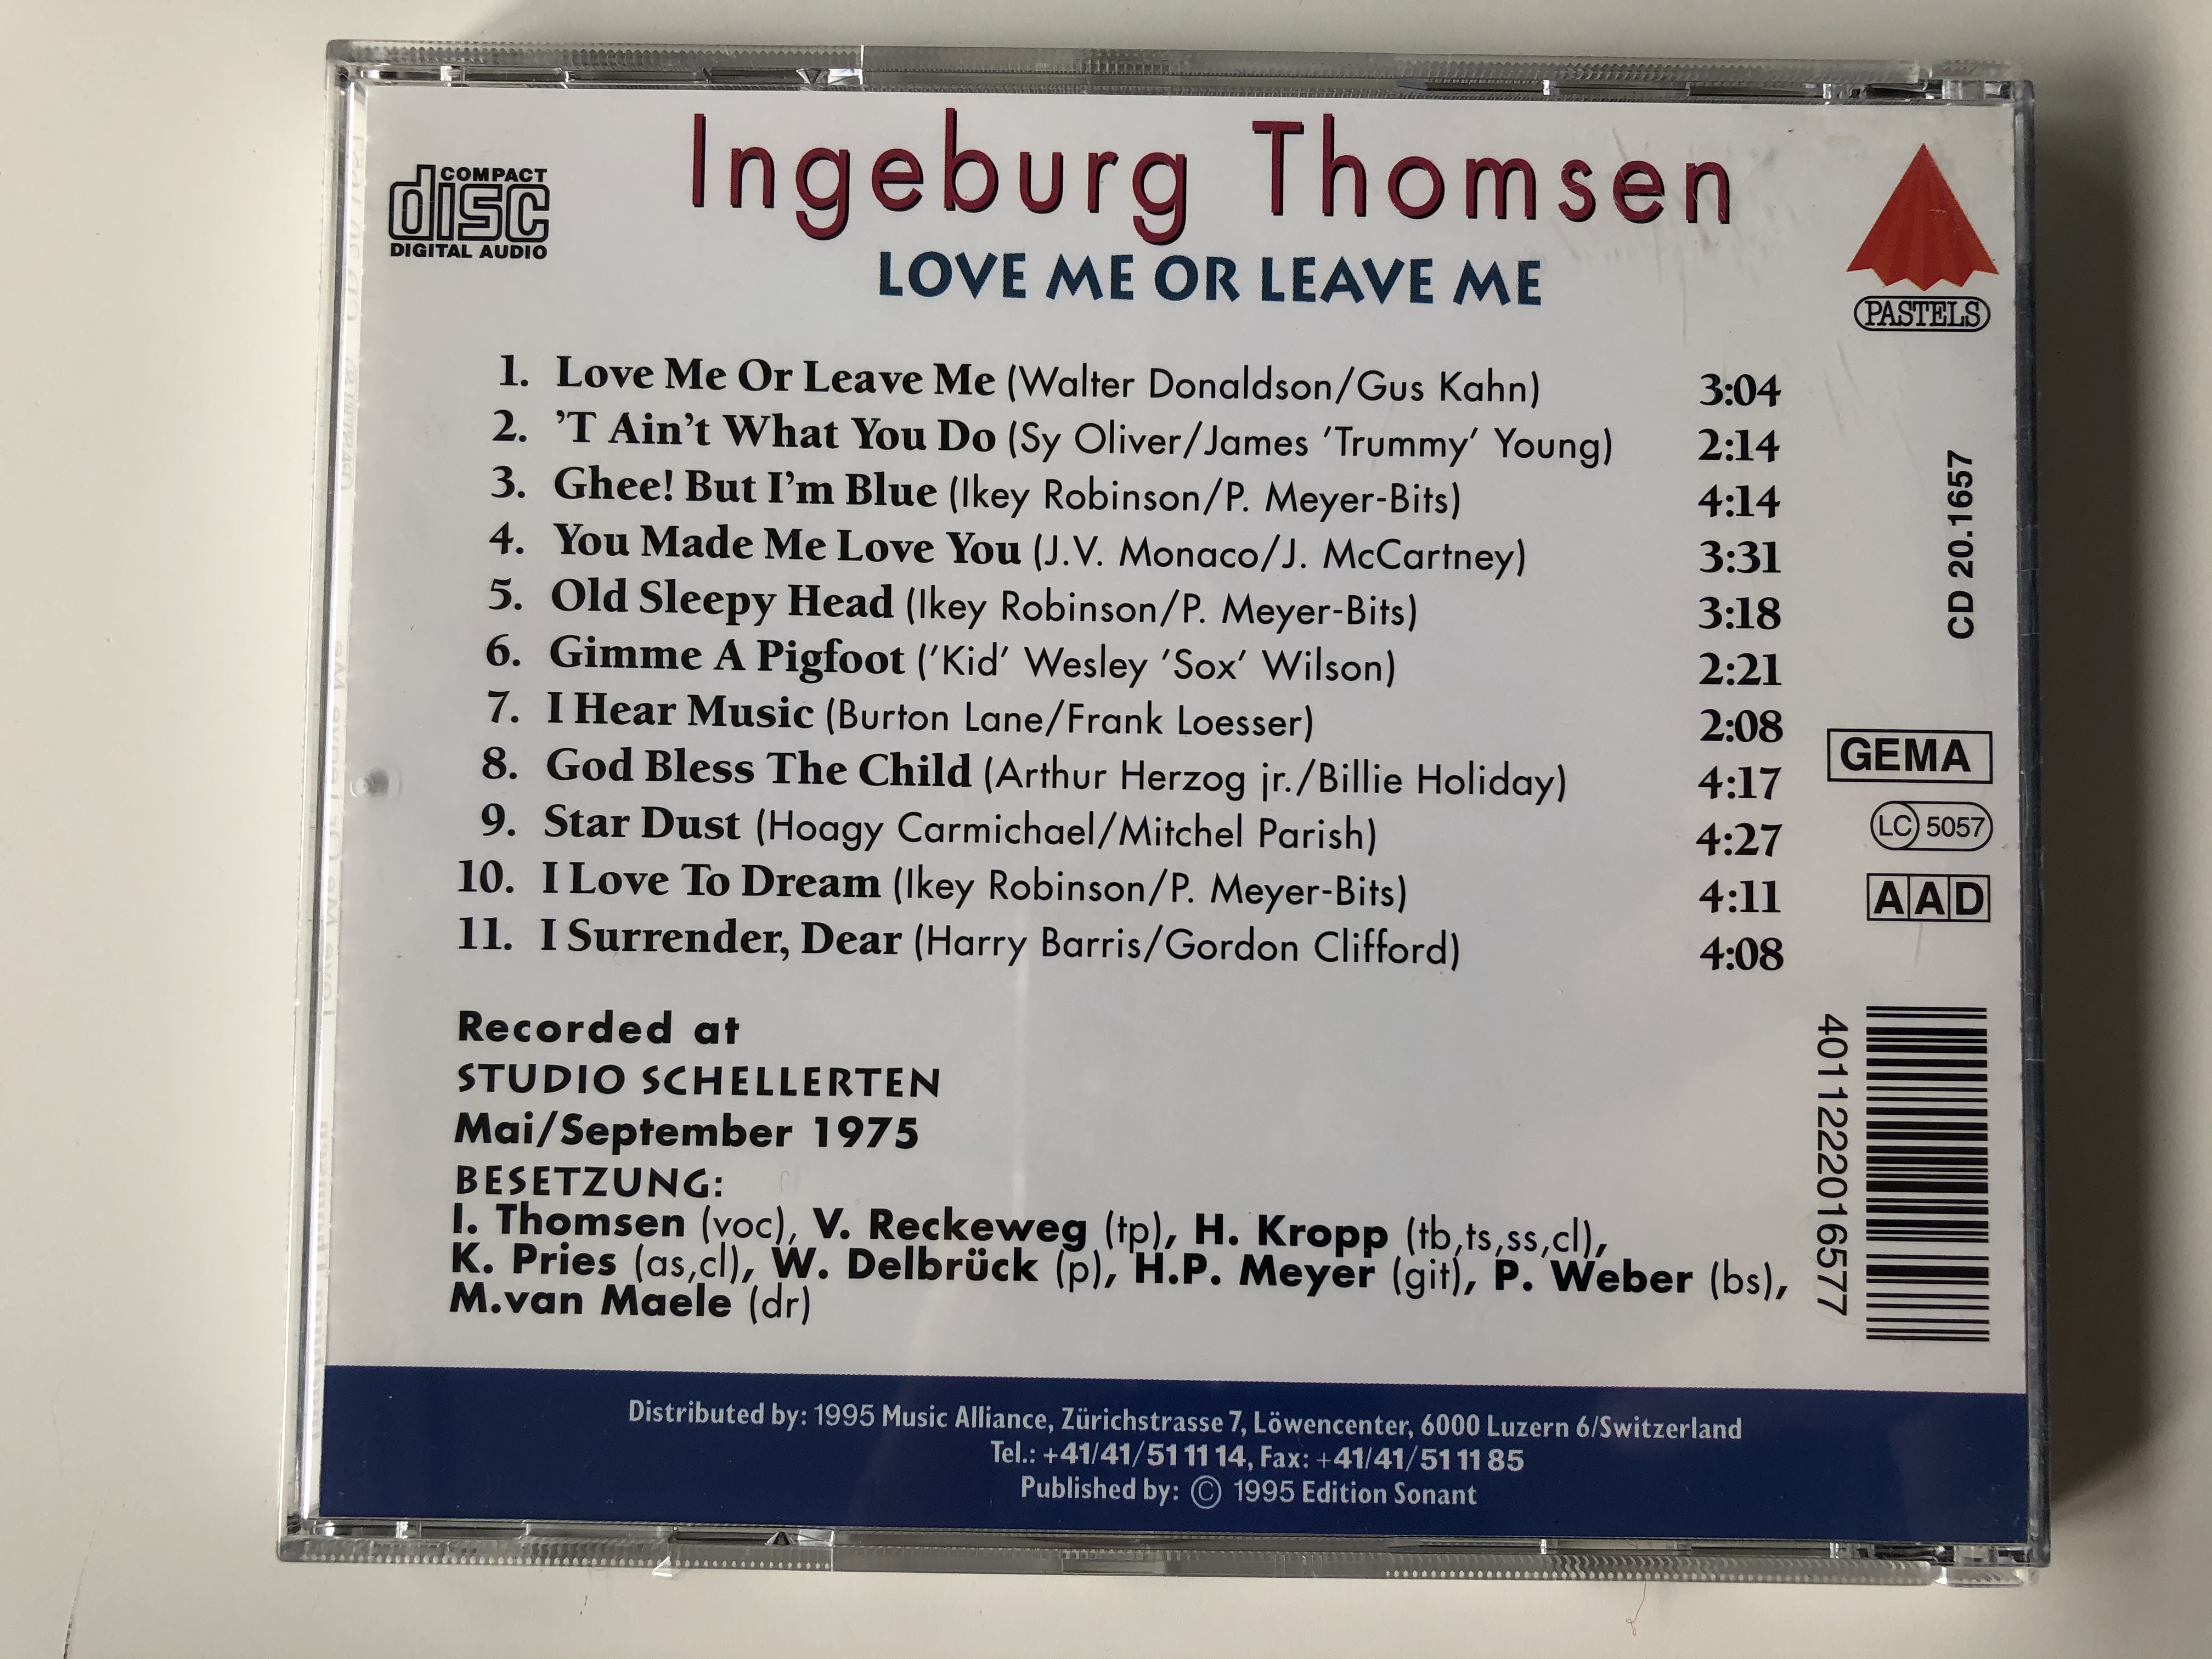 COMPACT
disc
DIGITAL AUDIO
Ingeburg Thomsen
LOVE ME OR LEAVE ME
PASTELS
1. Love Me Or Leave Me (Walter Donaldson/Gus Kahn) 3:04
2. ’T Ain’t What You Do (Sy Oliver/James ’Trummy’ Young) 2:14
3. Ghee! But I’m Blue (Ikey Robinson/P. Meyer-Bits) 4:14
4. You Made Me Love You (J.V. Monaco/J. McCartney) 3:31
5. Old Sleepy Head (Ikey Robinson/P. Meyer-Bits) 3:18
6. Gimme A Pigfoot (’Kid’ Wesley ’Sox’ Wilson) 2:21
7. I Hear Music (Burton Lane/Frank Loesser) 2:08
8. God Bless The Child (Arthur Herzog jr./Billie Holiday) 4:17
9. Star Dust (Hoagy Carmichael/Mitchel Parish) 4:27
10. I Love To Dream (Ikey Robinson/P. Meyer-Bits) 4:11
11. I Surrender, Dear (Harry Barris/Gordon Clifford) 4:08
CD 20.1657
GEMA
LC 5057
AAD
4011222016577
Recorded at
STUDIO SCHELLERTEN
Mai/September 1975
BESETZUNG:
I. Thomsen (voc), V. Reckeweg (tp), H. Kropp (tb,ts,ss,cl),
K. Pries (as,cl), W. Delbrück (p), H.P. Meyer (git), P. Weber (bs),
M.van Maele (dr)
Distributed by: 1995 Music Alliance, Zürichstrasse 7, Löwencenter, 6000 Luzern 6/Switzerland
Tel.: +41/41/51 11 14, Fax: +41/41/51 11 85
Published by: © 1995 Edition Sonant